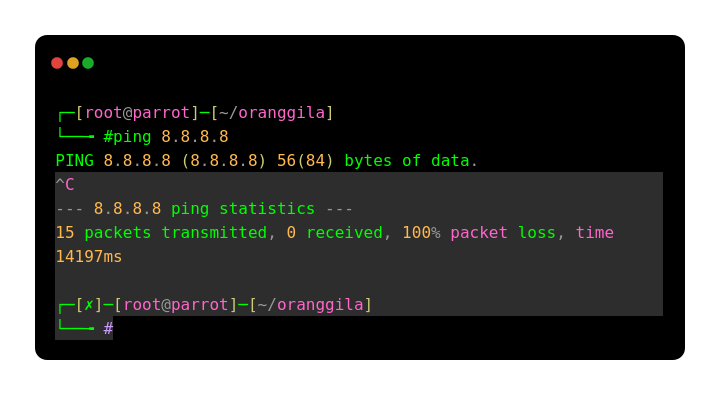 ┌─[root@parrot]─[~/oranggila]
└──╼ #ping 8.8.8.8
PING 8.8.8.8 (8.8.8.8) 56(84) bytes of data.
^C
--- 8.8.8.8 ping statistics ---
15 packets transmitted, 0 received, 100% packet loss, time
14197ms
┌─[✗]─[root@parrot]─[~/oranggila]
└──╼ #